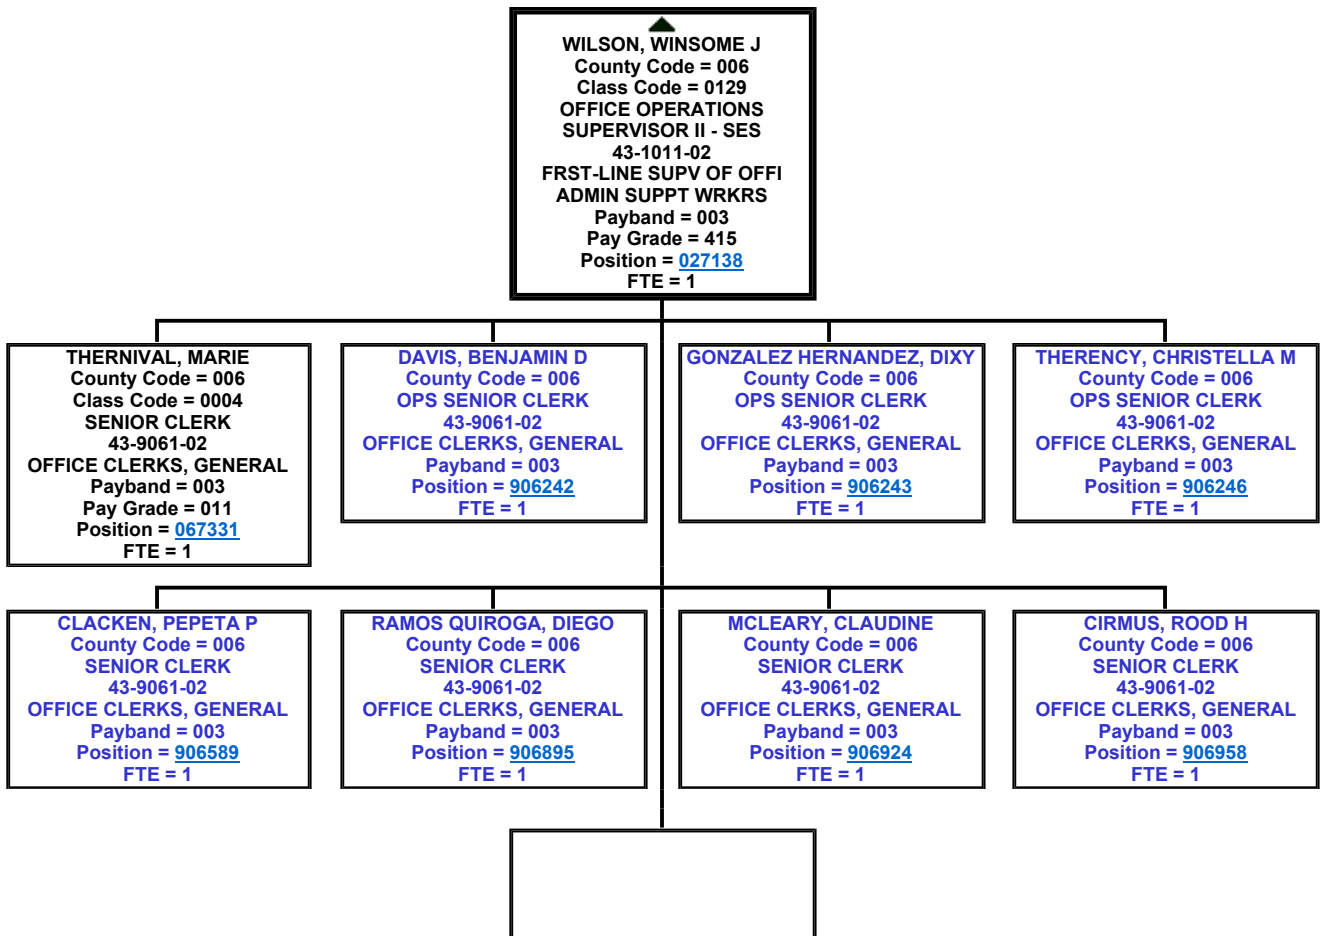 WILSON, WINSOME J
County Code = 006
Class Code = 0129
OFFICE OPERATIONS
SUPERVISOR II - SES
43-1011-02
FRST-LINE SUPV OF OFFI
ADMIN SUPPT WRKRS
Payband = 003
Pay Grade = 415
Position = 027138
FTE = 1
THERNIVAL, MARIE
County Code = 006
Class Code = 0004
SENIOR CLERK
43-9061-02
OFFICE CLERKS, GENERAL
Payband = 003
Pay Grade = 011
Position = 067331
FTE = 1
DAVIS, BENJAMIN D
County Code = 006
OPS SENIOR CLERK
43-9061-02
OFFICE CLERKS, GENERAL
Payband = 003
Position = 906242
FTE = 1
GONZALEZ HERNANDEZ, DIXY
County Code = 006
OPS SENIOR CLERK
43-9061-02
OFFICE CLERKS, GENERAL
Payband = 003
Position = 906243
FTE = 1
THERENCY, CHRISTELLA M
County Code = 006
OPS SENIOR CLERK
43-9061-02
OFFICE CLERKS, GENERAL
Payband = 003
Position = 906246
FTE = 1
CLACKEN, PEPETA P
County Code = 006
SENIOR CLERK
43-9061-02
OFFICE CLERKS, GENERAL
Payband = 003
Position = 906589
FTE = 1
RAMOS QUIROGA, DIEGO
County Code = 006
SENIOR CLERK
43-9061-02
OFFICE CLERKS, GENERAL
Payband = 003
Position = 906895
FTE = 1
MCLEARY, CLAUDINE
County Code = 006
SENIOR CLERK
43-9061-02
OFFICE CLERKS, GENERAL
Payband = 003
Position = 906924
FTE = 1
CIRMUS, ROOD H
County Code = 006
SENIOR CLERK
43-9061-02
OFFICE CLERKS, GENERAL
Payband = 003
Position = 906958
FTE = 1